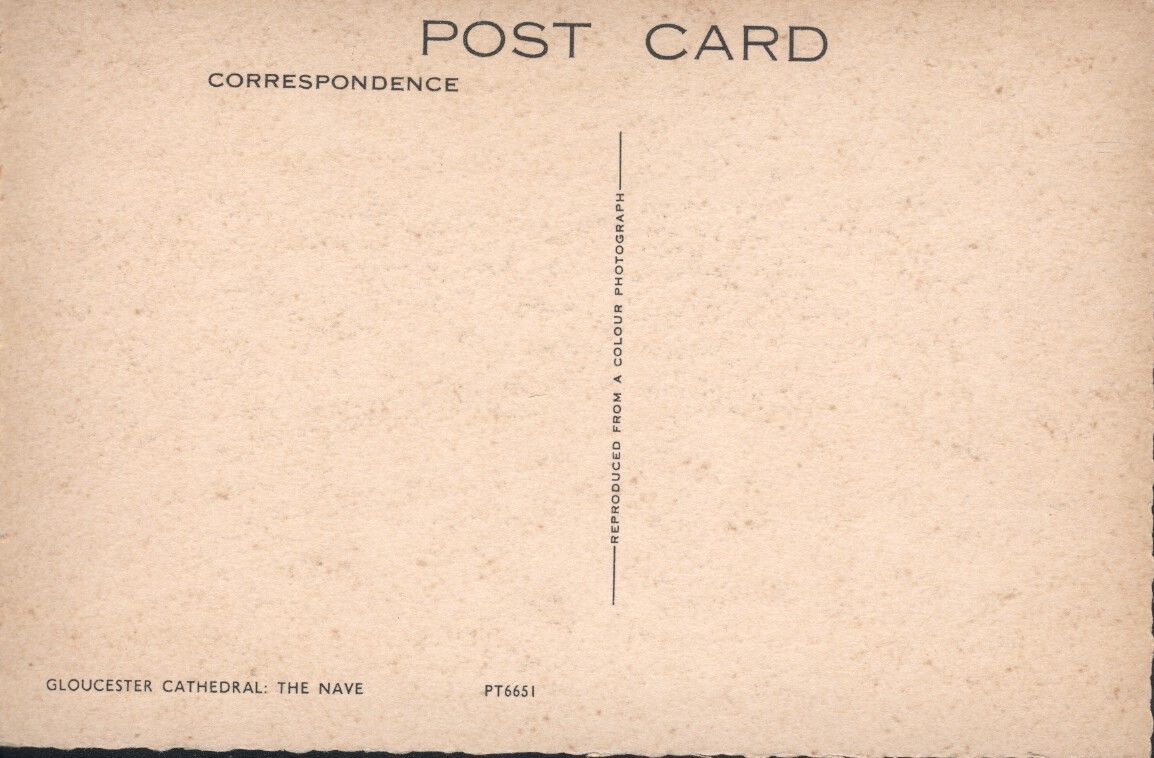 POST CARD
CORRESPONDENCE
REPRODUCED FROM A COLOUR PHOTOGRAPH
GLOUCESTER CATHEDRAL: THE NAVE
PT6651